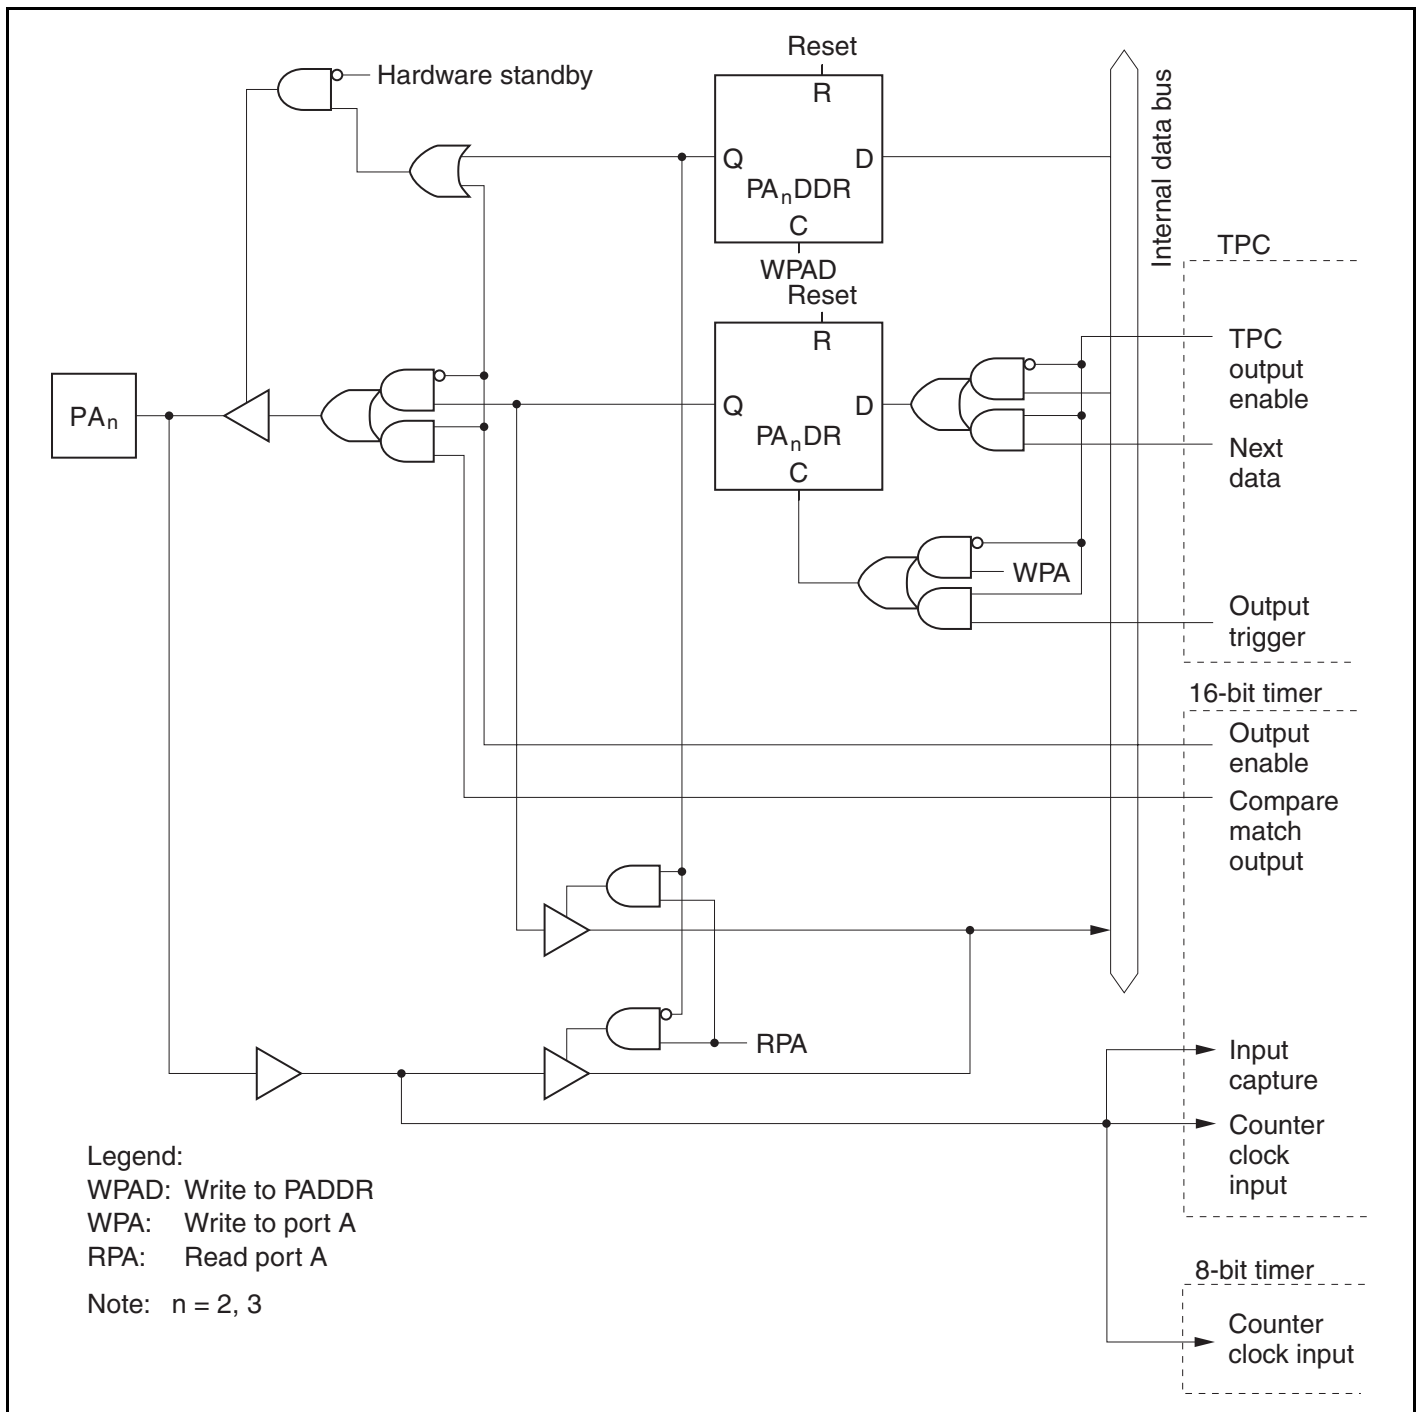 Reset
Hardware standby
R
Q
D
PAnDDR
C
WPAD
Internal data bus
TPC
Reset
R
Q
D
PAnDR
C
PAn
TPC
output
enable
Next
data
WPA
Output
trigger
16-bit timer
Output
enable
Compare
match
output
RPA
Input
capture
Counter
clock
input
8-bit timer
Counter
clock input
Legend:
WPAD: Write to PADDR
WPA: Write to port A
RPA: Read port A
Note: n = 2, 3